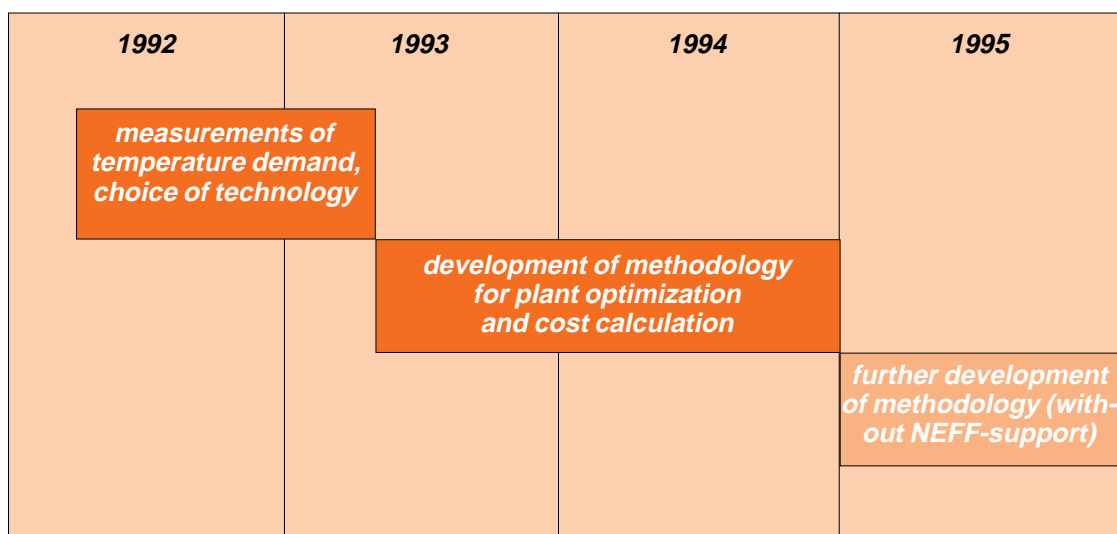 1992 1993 1994 1995
measurements of
temperature demand,
choice of technology
development of methodology
for plant optimization
and cost calculation
further development
of methodology (with-
out NEFF-support)